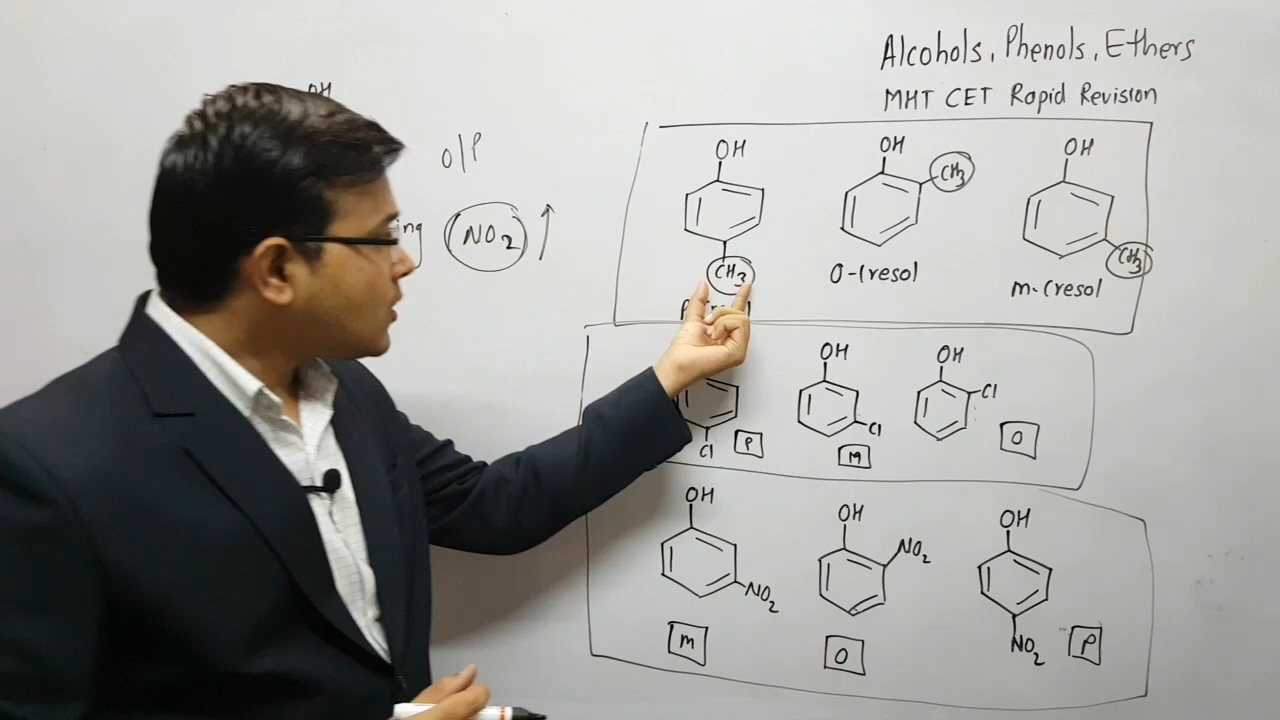 Alcohols, Phenols, Ethers
MHT CET Rapid Revision
OH
O/P
NO2 ↑
OH
CH3
OH
CH3
O-Cresol
OH
CH3
m-Cresol
Cl
P
OH
Cl
M
OH
Cl
O
OH
NO2
m
OH
NO2
O
OH
NO2
P